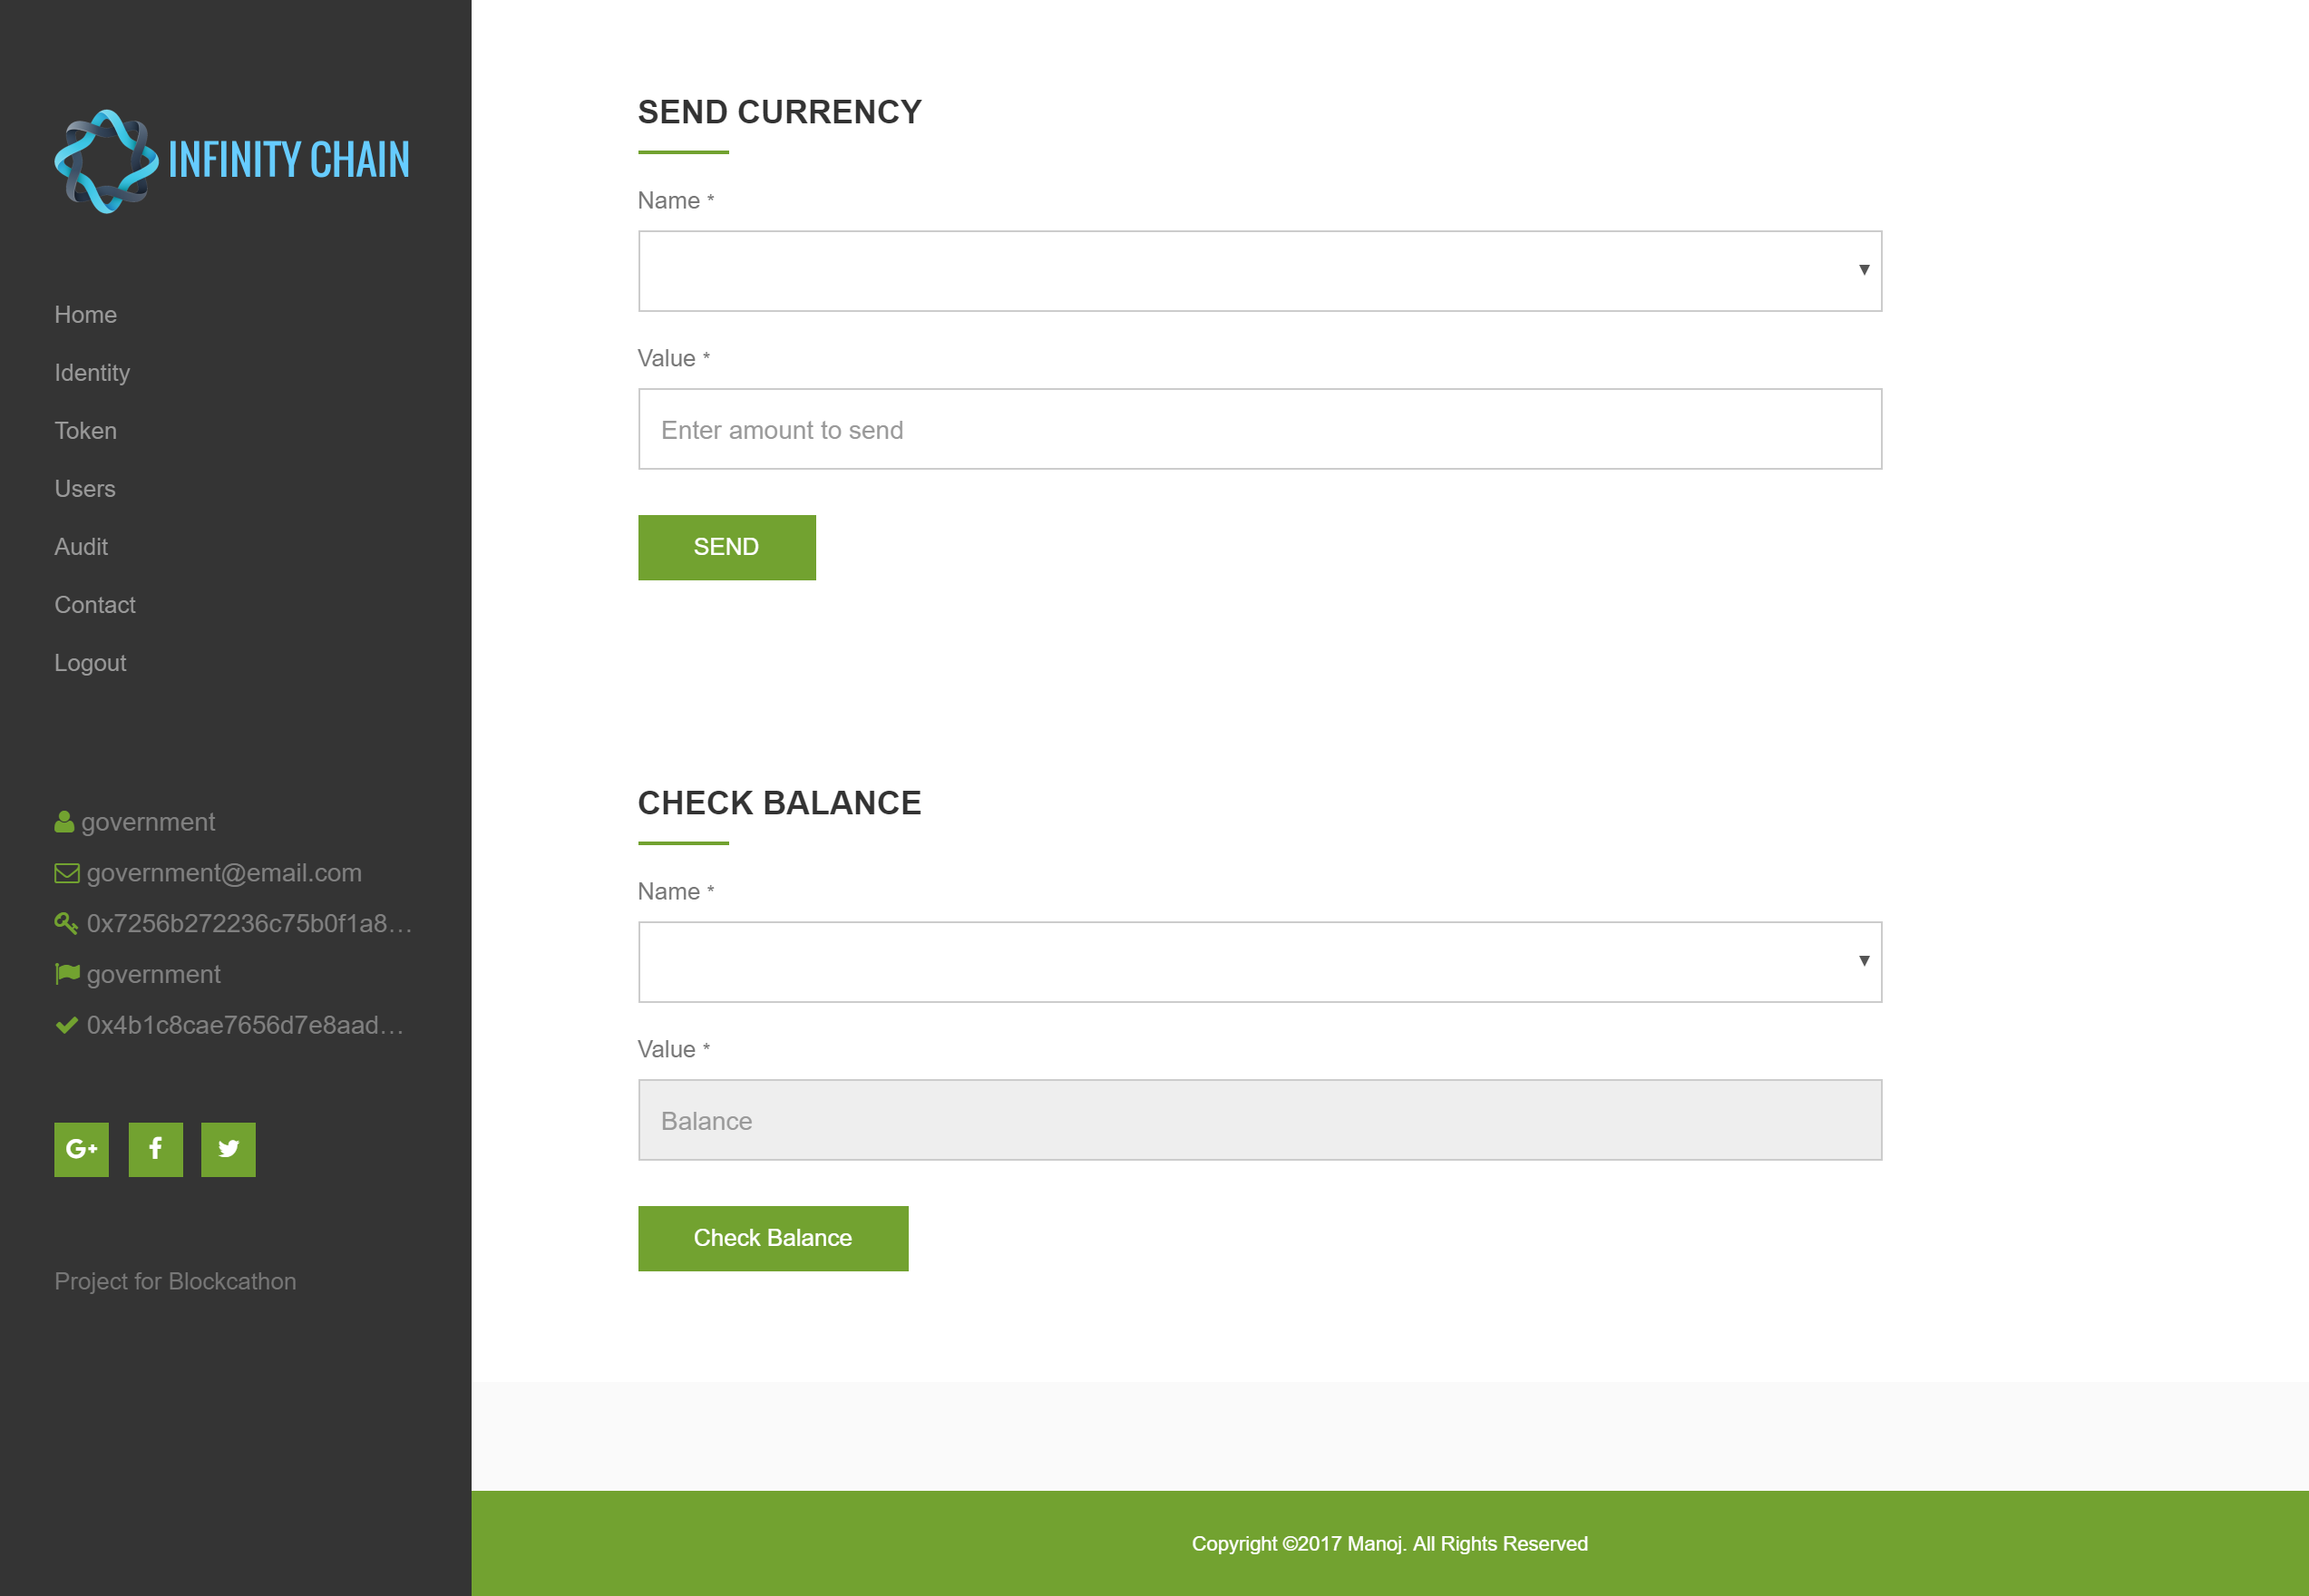 INFINITY CHAIN
Home
Identity
Token
Users
Audit
Contact
Logout
government
government@email.com
0x7256b272236c75b0f1a8...
government
0x4b1c8cae7656d7e8aad...
G+
f
Project for Blockcathon
SEND CURRENCY
Name *
Value *
Enter amount to send
SEND
CHECK BALANCE
Name *
Value *
Balance
Check Balance
Copyright ©2017 Manoj. All Rights Reserved